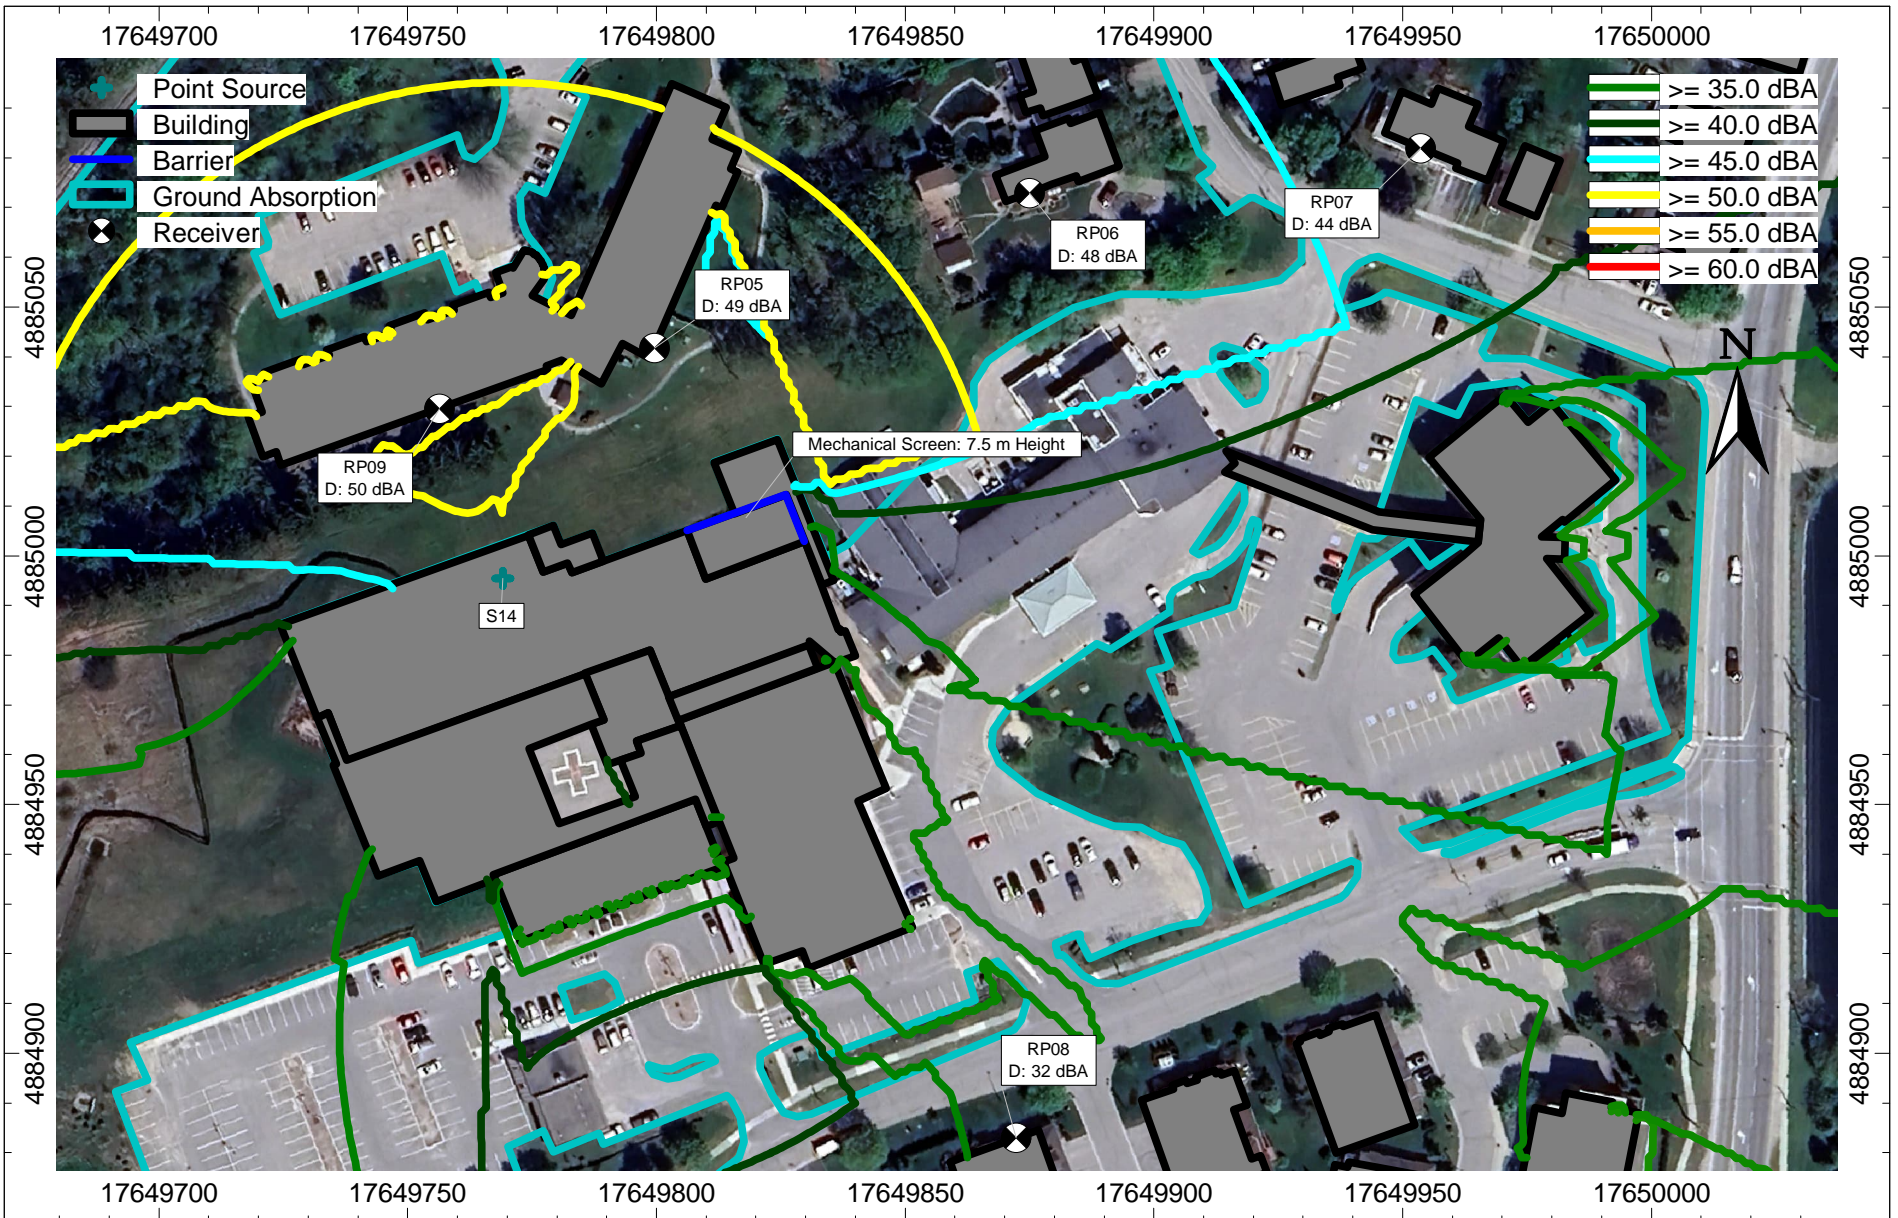 17649700 17649750 17649800 17649850 17649900 17649950 17650000
Point Source
Building
Barrier
Ground Absorption
Receiver
>= 35.0 dBA
>= 40.0 dBA
>= 45.0 dBA
>= 50.0 dBA
>= 55.0 dBA
>= 60.0 dBA
RP07
D: 44 dBA
RP06
D: 48 dBA
RP05
D: 49 dBA
N
Mechanical Screen: 7.5 m Height
RP09
D: 50 dBA
S14
RP08
D: 32 dBA
4885050
4885000
4884950
4884900
4885050
4885000
4884950
4884900
17649700 17649750 17649800 17649850 17649900 17649950 17650000